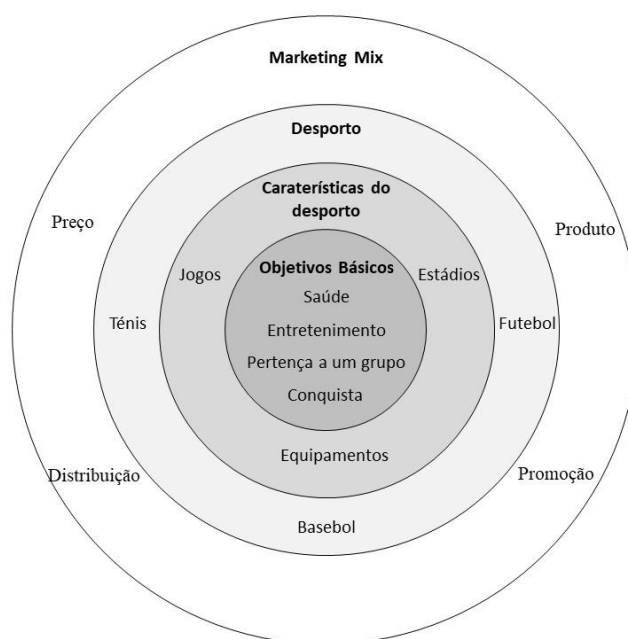 Marketing Mix
Desporto
Caraterísticas do
desporto
Preço
Produto
Jogos
Objetivos Básicos
Estádios
Saúde
Ténis
Entretenimento
Futebol
Pertença a um grupo
Conquista
Equipamentos
Distribuição
Promoção
Basebol